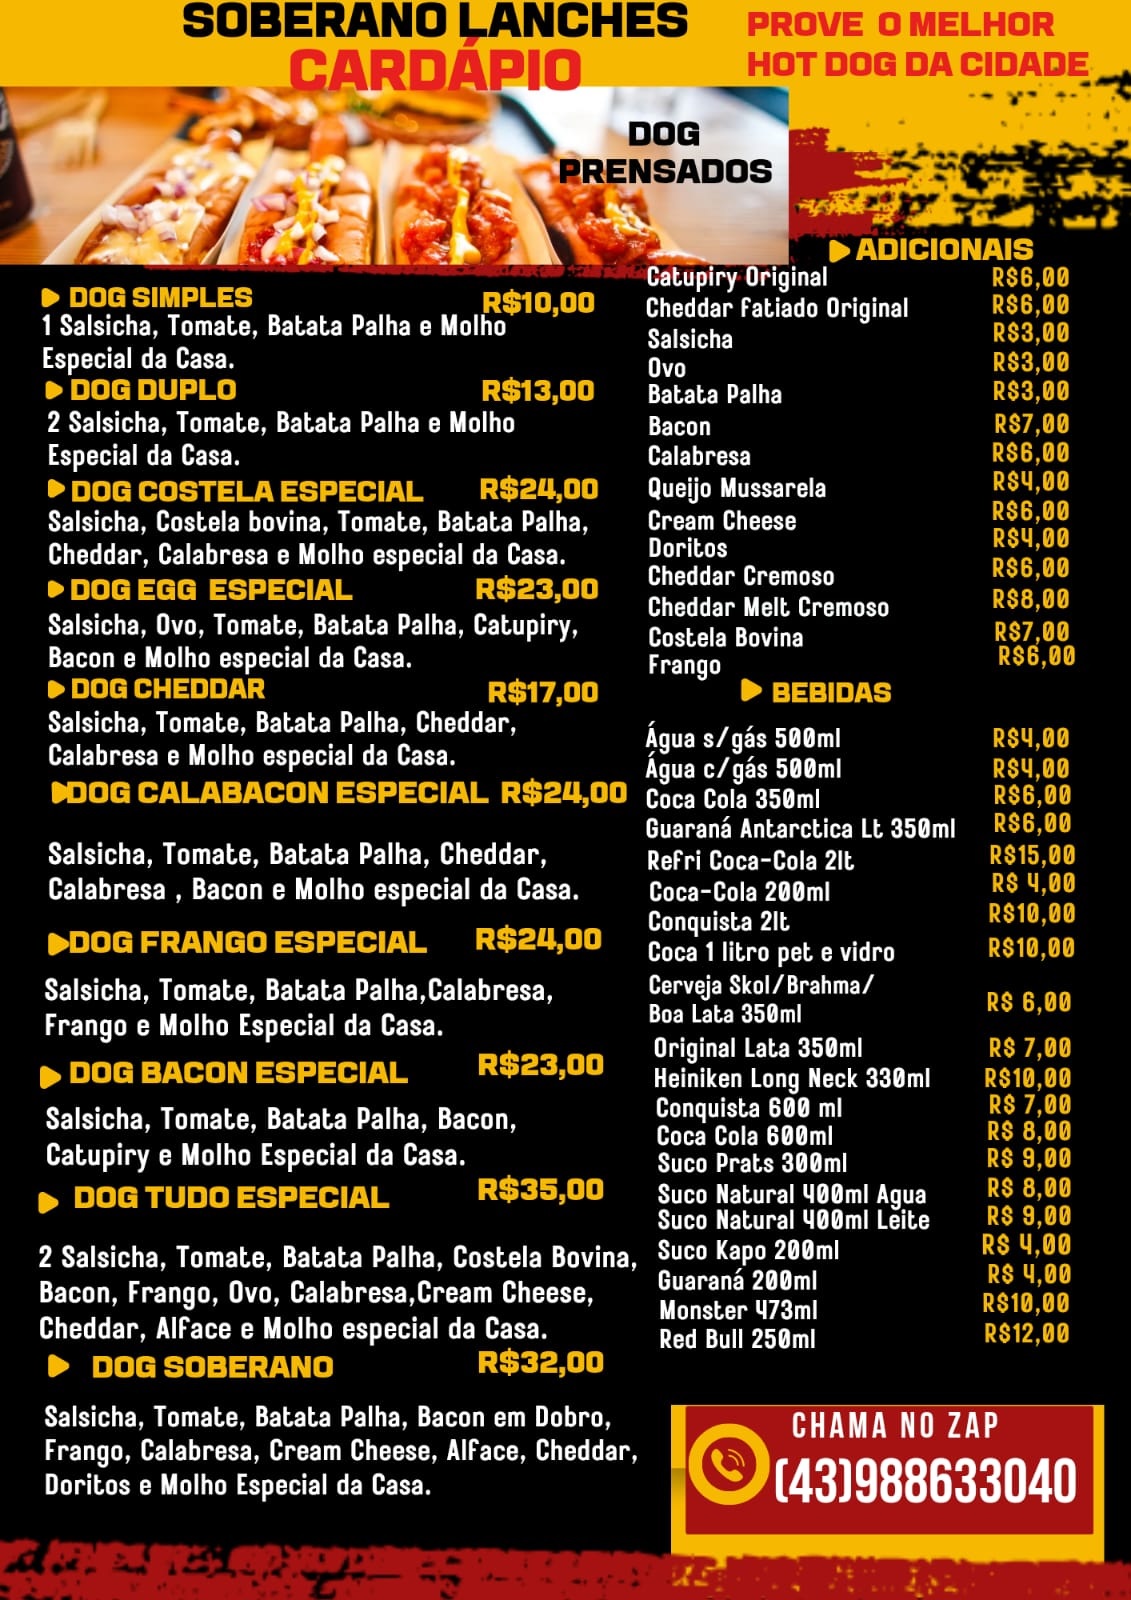 SOBERANO LANCHES
CARDÁPIO
PROVE O MELHOR
HOT DOG DA CIDADE
DOG
PRENSADOS
DOG SIMPLES R$10,00
1 Salsicha, Tomate, Batata Palha e Molho
Especial da Casa.
DOG DUPLO R$13,00
2 Salsicha, Tomate, Batata Palha e Molho
Especial da Casa.
DOG COSTELA ESPECIAL R$24,00
Salsicha, Costela bovina, Tomate, Batata Palha,
Cheddar, Calabresa e Molho especial da Casa.
DOG EGG ESPECIAL R$23,00
Salsicha, Ovo, Tomate, Batata Palha, Catupiry,
Bacon e Molho especial da Casa.
DOG CHEDDAR R$17,00
Salsicha, Tomate, Batata Palha, Cheddar,
Calabresa e Molho especial da Casa.
DOG CALABACON ESPECIAL R$24,00
Salsicha, Tomate, Batata Palha, Cheddar,
Calabresa , Bacon e Molho especial da Casa.
DOG FRANGO ESPECIAL R$24,00
Salsicha, Tomate, Batata Palha,Calabresa,
Frango e Molho Especial da Casa.
DOG BACON ESPECIAL R$23,00
Salsicha, Tomate, Batata Palha, Bacon,
Catupiry e Molho Especial da Casa.
DOG TUDO ESPECIAL R$35,00
2 Salsicha, Tomate, Batata Palha, Costela Bovina,
Bacon, Frango, Ovo, Calabresa,Cream Cheese,
Cheddar, Alface e Molho especial da Casa.
DOG SOBERANO R$32,00
Salsicha, Tomate, Batata Palha, Bacon em Dobro,
Frango, Calabresa, Cream Cheese, Alface, Cheddar,
Doritos e Molho Especial da Casa.
ADICIONAIS
Catupiry Original R$6,00
Cheddar Fatiado Original R$6,00
Salsicha R$3,00
Ovo R$3,00
Batata Palha R$3,00
Bacon R$7,00
Calabresa R$6,00
Queijo Mussarela R$4,00
Cream Cheese R$6,00
Doritos R$4,00
Cheddar Cremoso R$6,00
Cheddar Melt Cremoso R$8,00
Costela Bovina R$7,00
Frango R$6,00
BEBIDAS
Água s/gás 500ml R$4,00
Água c/gás 500ml R$4,00
Coca Cola 350ml R$6,00
Guaraná Antarctica Lt 350ml R$6,00
Refri Coca-Cola 2lt R$15,00
Coca-Cola 200ml R$ 4,00
Conquista 2lt R$10,00
Coca 1 litro pet e vidro R$10,00
Cerveja Skol/Brahma/
Boa Lata 350ml R$ 6,00
Original Lata 350ml R$ 7,00
Heiniken Long Neck 330ml R$10,00
Conquista 600 ml R$ 7,00
Coca Cola 600ml R$ 8,00
Suco Prats 300ml R$ 9,00
Suco Natural 400ml Agua R$ 8,00
Suco Natural 400ml Leite R$ 9,00
Suco Kapo 200ml R$ 4,00
Guaraná 200ml R$ 4,00
Monster 473ml R$10,00
Red Bull 250ml R$12,00
CHAMA NO ZAP
(43)988633040